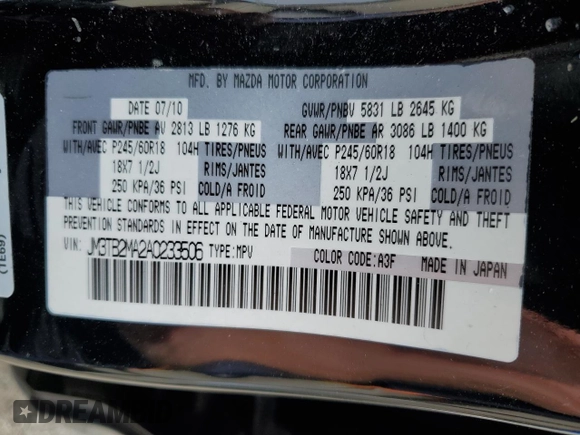 MFD. BY MAZDA MOTOR CORPORATION
DATE 07/10 GVWR/PNBV 5831 LB 2645 KG
FRONT GAWR/PNBE AV 2813 LB 1276 KG REAR GAWR/PNBE AR 3086 LB 1400 KG
WITH/AVEC P245/60R18 104H TIRES/PNEUS WITH/AVEC P245/60R18 104H TIRES/PNEUS
18X7 1/2J RIMS/JANTES 18X7 1/2J RIMS/JANTES
250 KPA/36 PSI COLD/A FROID 250 KPA/36 PSI COLD/A FROID
THIS VEHICLE CONFORMS TO ALL APPLICABLE FEDERAL MOTOR VEHICLE SAFETY AND THEFT
PREVENTION STANDARDS IN EFFECT ON THE DATE OF MANUFACTURE SHOWN ABOVE.
VIN: JM3TB2MA2A0233506 TYPE: MPV COLOR CODE: A3F MADE IN JAPAN
(TE69)